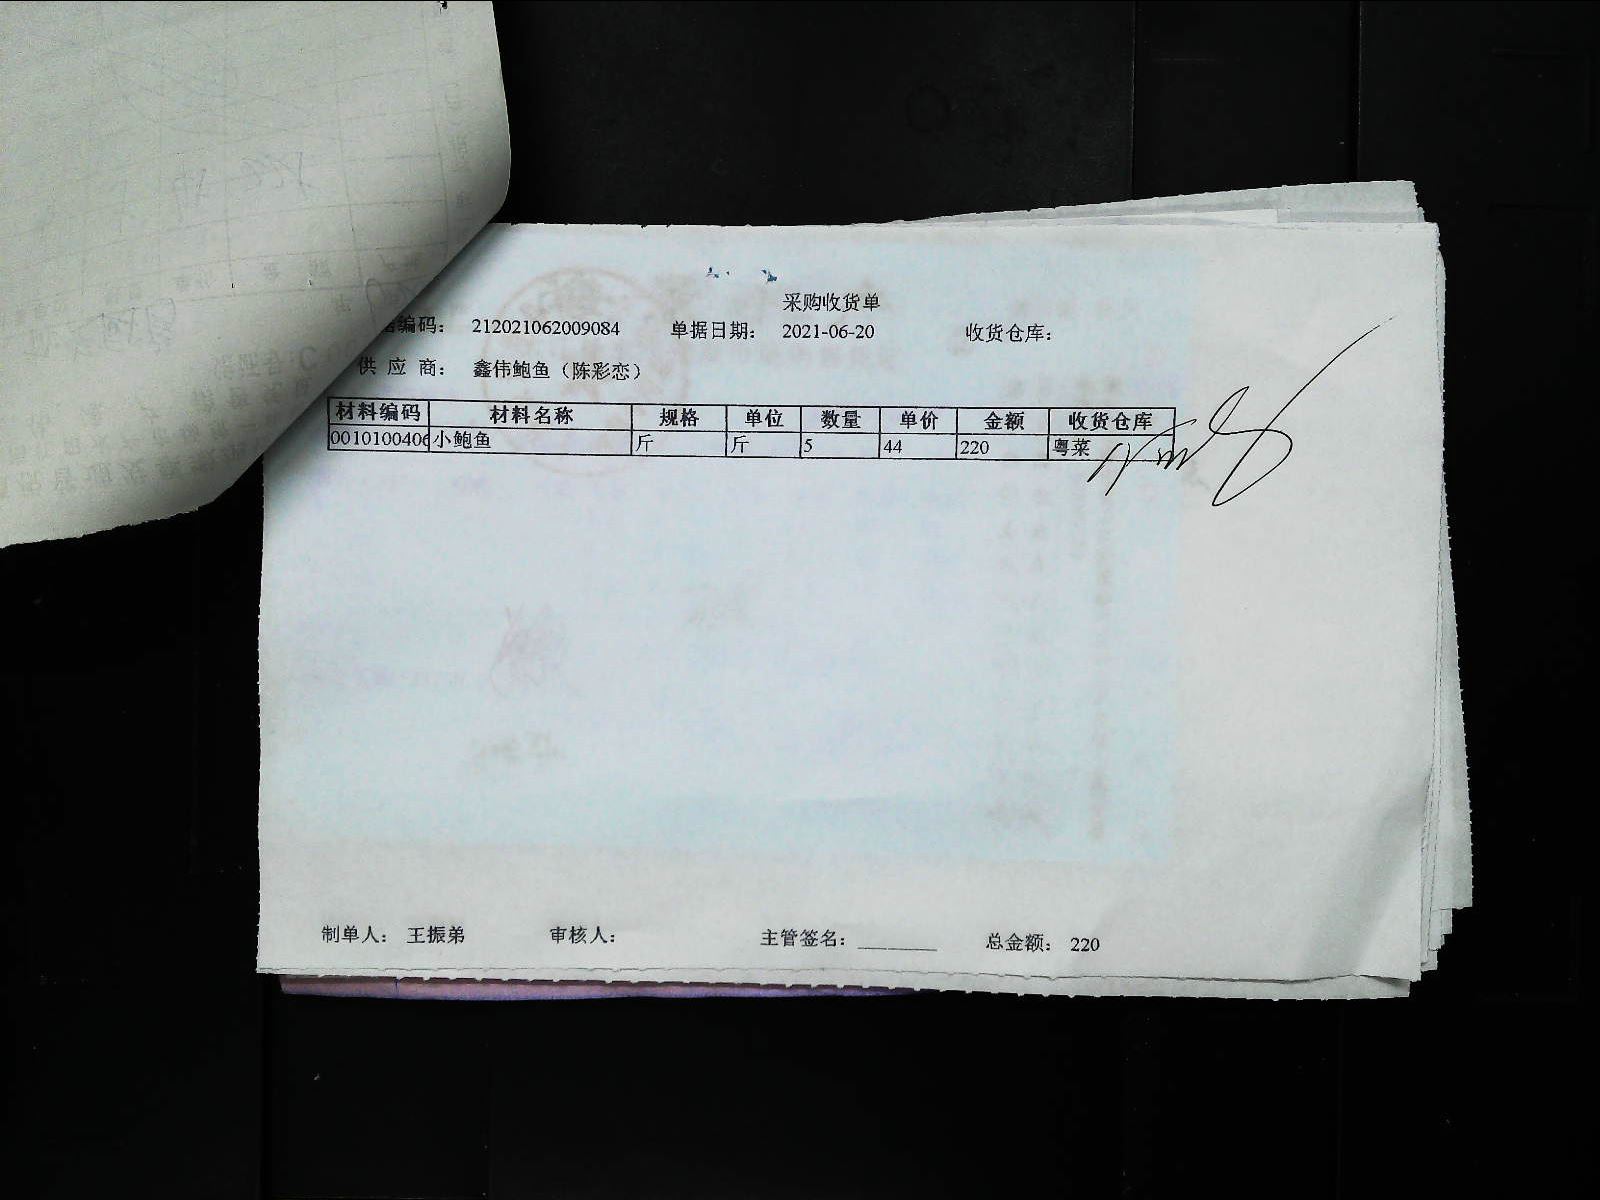 采购收货单
编码： 212021062009084 单据日期： 2021-06-20 收货仓库：
供 应 商： 鑫伟鲍鱼（陈彩恋）
材料编码 材料名称 规格 单位 数量 单价 金额 收货仓库
0010100406 小鲍鱼 斤 斤 5 44 220 粤菜
制单人： 王振弟 审核人： 主管签名： 总金额： 220